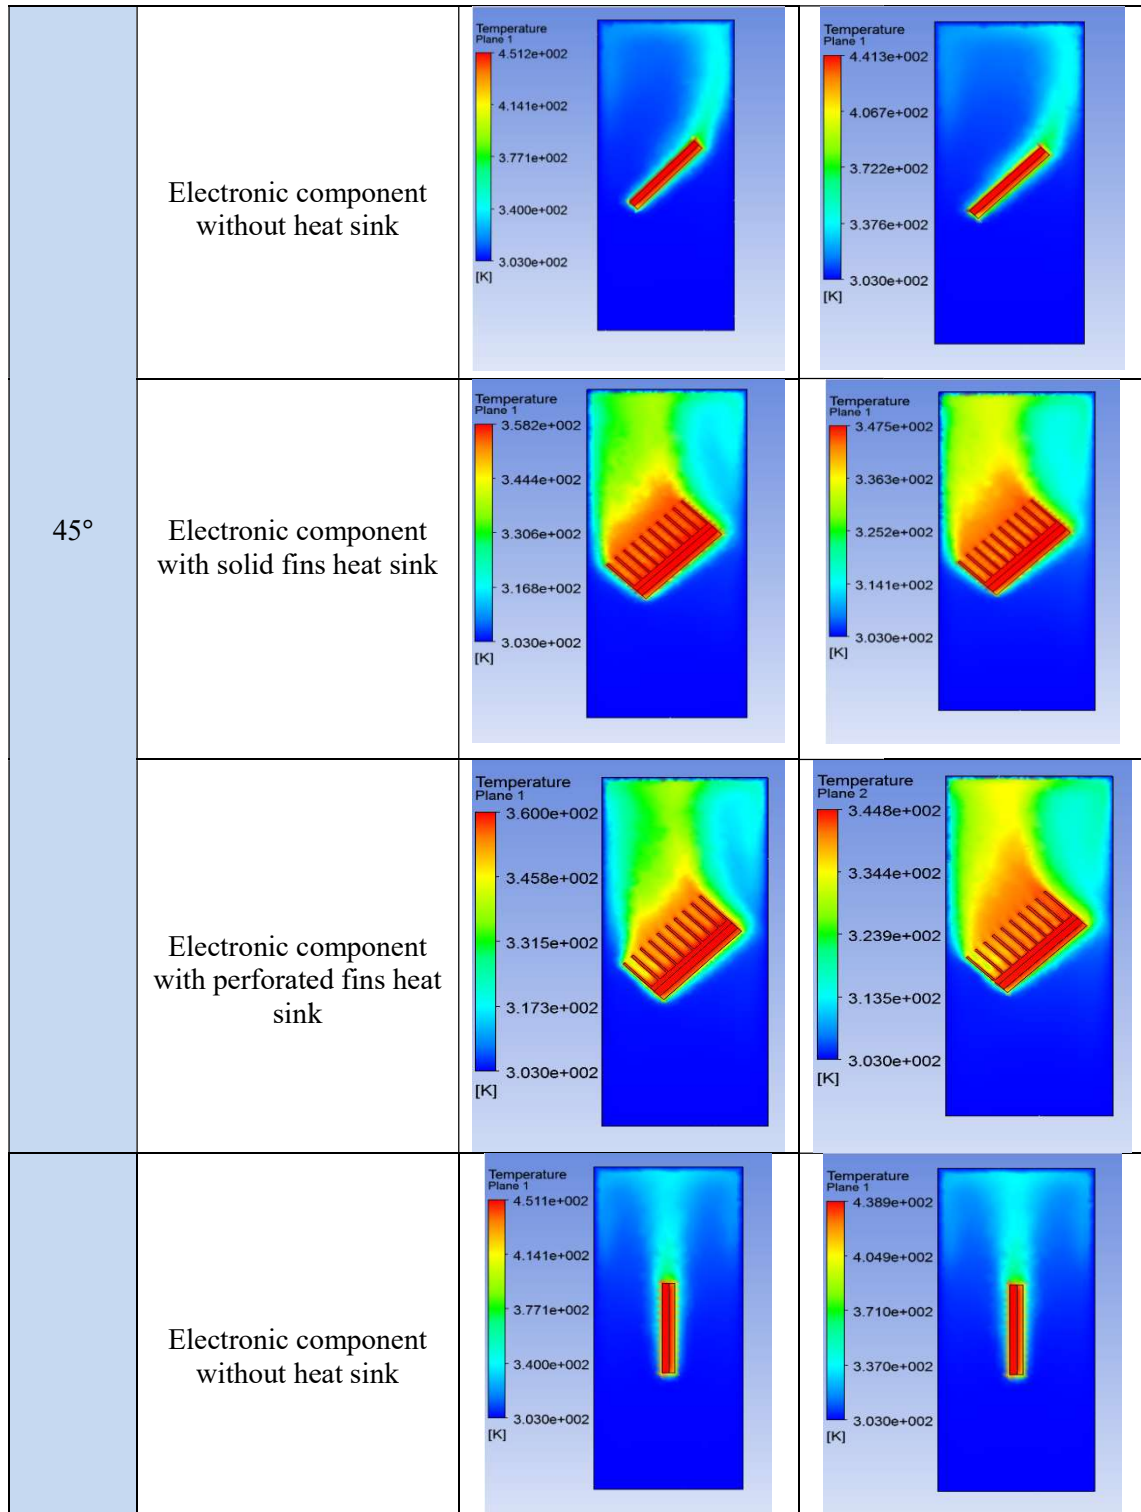 Temperature
Plane 1
4.512e+002
4.141e+002
3.771e+002
3.400e+002
3.030e+002
[K]
Temperature
Plane 1
4.413e+002
4.067e+002
3.722e+002
3.376e+002
3.030e+002
[K]
Electronic component
without heat sink
45°
Temperature
Plane 1
3.582e+002
3.444e+002
3.306e+002
3.168e+002
3.030e+002
[K]
Temperature
Plane 1
3.475e+002
3.363e+002
3.252e+002
3.141e+002
3.030e+002
[K]
Electronic component
with solid fins heat sink
Temperature
Plane 1
3.600e+002
3.458e+002
3.315e+002
3.173e+002
3.030e+002
[K]
Temperature
Plane 2
3.448e+002
3.344e+002
3.239e+002
3.135e+002
3.030e+002
[K]
Electronic component
with perforated fins heat
sink
Temperature
Plane 1
4.511e+002
4.141e+002
3.771e+002
3.400e+002
3.030e+002
[K]
Temperature
Plane 1
4.389e+002
4.049e+002
3.710e+002
3.370e+002
3.030e+002
[K]
Electronic component
without heat sink